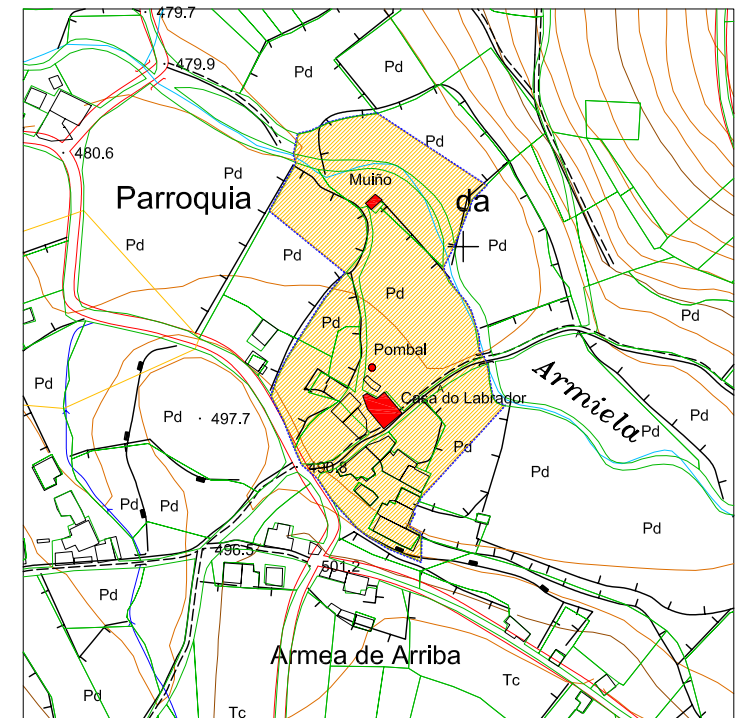 479.7
479.9
Pd
Pd
Pd
480.6
Pd
Muiño
Parroquia
da
Pd
Pd
Pd
Pd
Pd
Pd
Pombal
Pd
Armiela
Casa do Labrador
Pd
497.7
Pd
Pd
Pd
490.8
Pd
Pd
Pd
Pd
496.5
501.2
Pd
Armea de Arriba
Tc
Pd
Tc